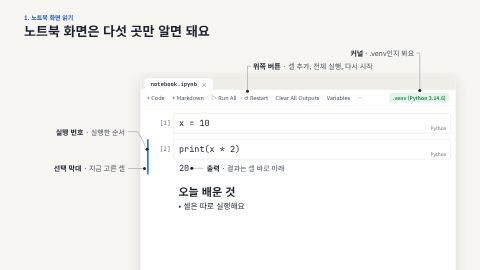 1. 노트북 화면 읽기
노트북 화면은 다섯 곳만 알면 돼요
커널 · .venv인지 봐요
위쪽 버튼 · 셀 추가, 전체 실행, 다시 시작
notebook.ipynb ×
+ Code + Markdown ▷ Run All ↺ Restart Clear All Outputs Variables ··· .venv (Python 3.14.6)
[1] x = 10
Python
실행 번호 · 실행한 순서
[2] print(x * 2)
Python
선택 막대 · 지금 고른 셀
20 출력 · 결과는 셀 바로 아래
오늘 배운 것
• 셀은 따로 실행해요